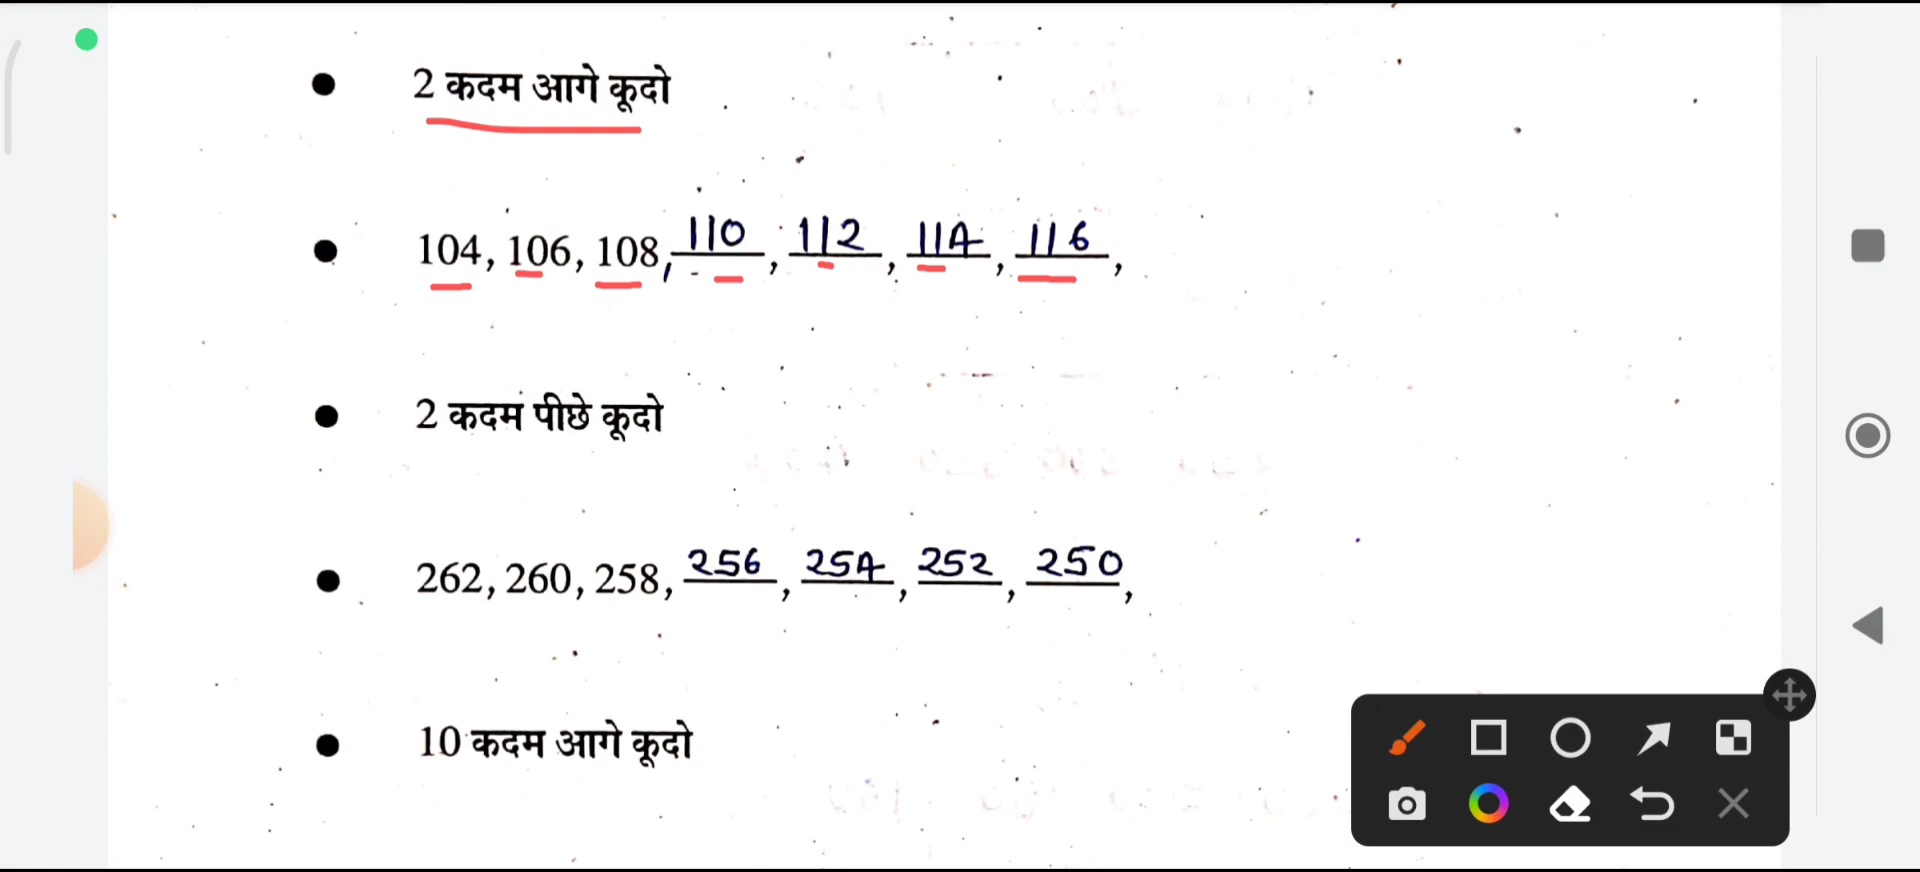 ● 2 कदम आगे कूदो
● 104, 106, 108, 110, 112, 114, 116,
● 2 कदम पीछे कूदो
● 262, 260, 258, 256, 254, 252, 250,
● 10 कदम आगे कूदो